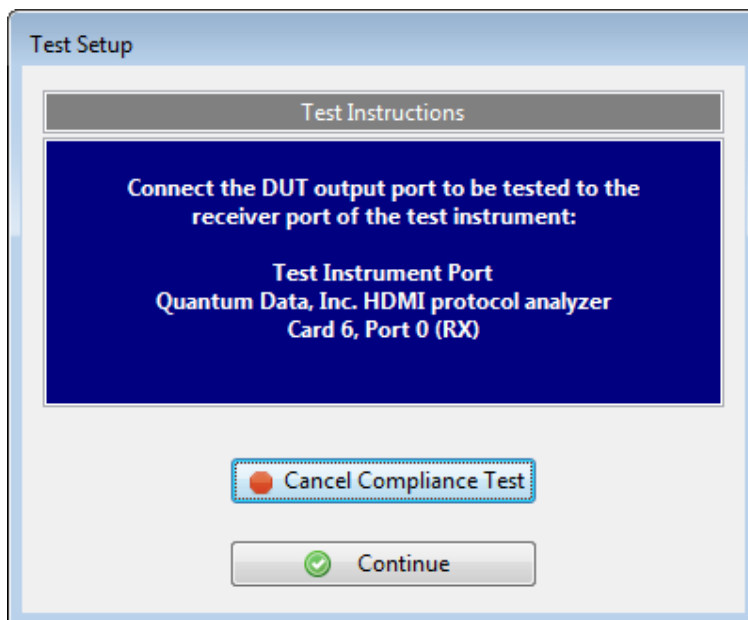 Test Setup
Test Instructions
Connect the DUT output port to be tested to the
receiver port of the test instrument:
Test Instrument Port
Quantum Data, Inc. HDMI protocol analyzer
Card 6, Port 0 (RX)
Cancel Compliance Test
Continue